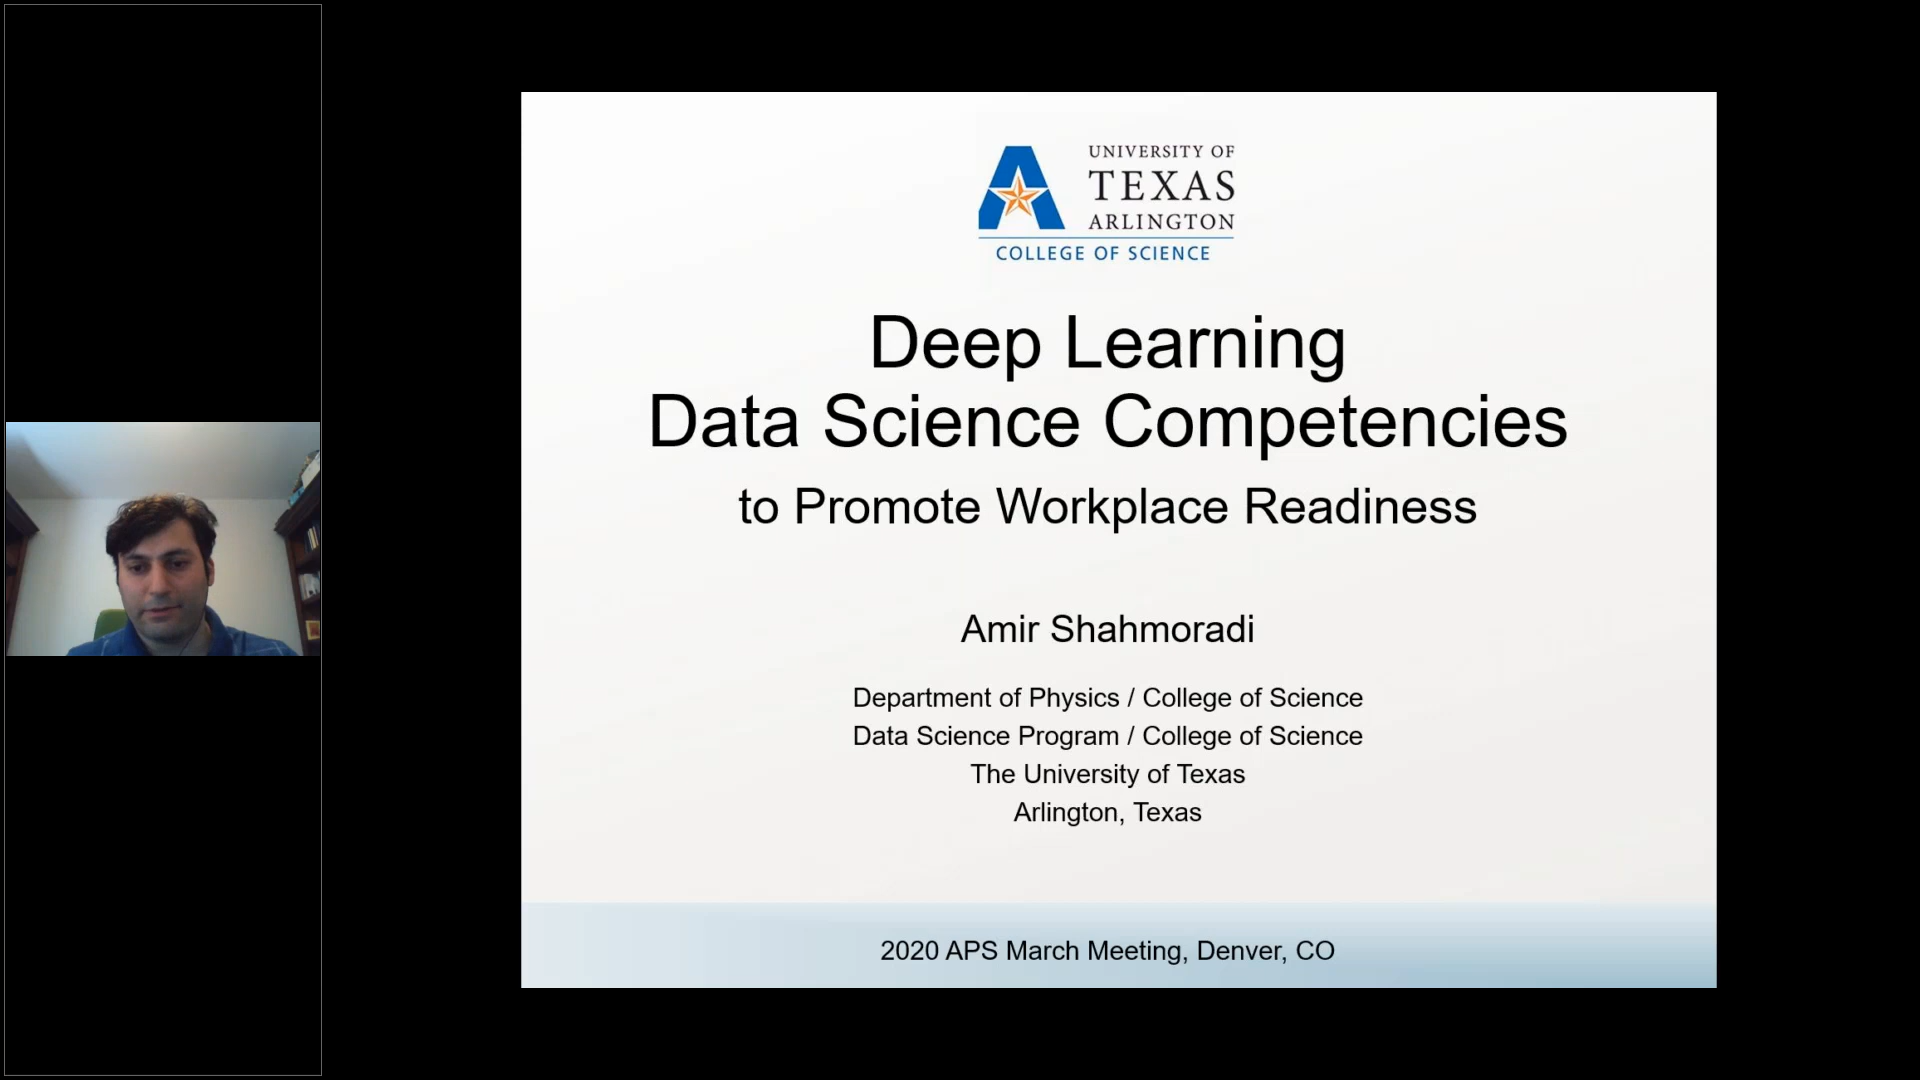 UNIVERSITY OF
TEXAS
ARLINGTON
COLLEGE OF SCIENCE
Deep Learning
Data Science Competencies
to Promote Workplace Readiness
Amir Shahmoradi
Department of Physics / College of Science
Data Science Program / College of Science
The University of Texas
Arlington, Texas
2020 APS March Meeting, Denver, CO